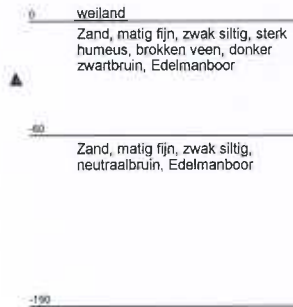 0 weiland
Zand, matig fijn, zwak siltig, sterk
humeus, brokken veen, donker
zwartbruin, Edelmanboor
-60
Zand, matig fijn, zwak siltig,
neutraalbruin, Edelmanboor
-190